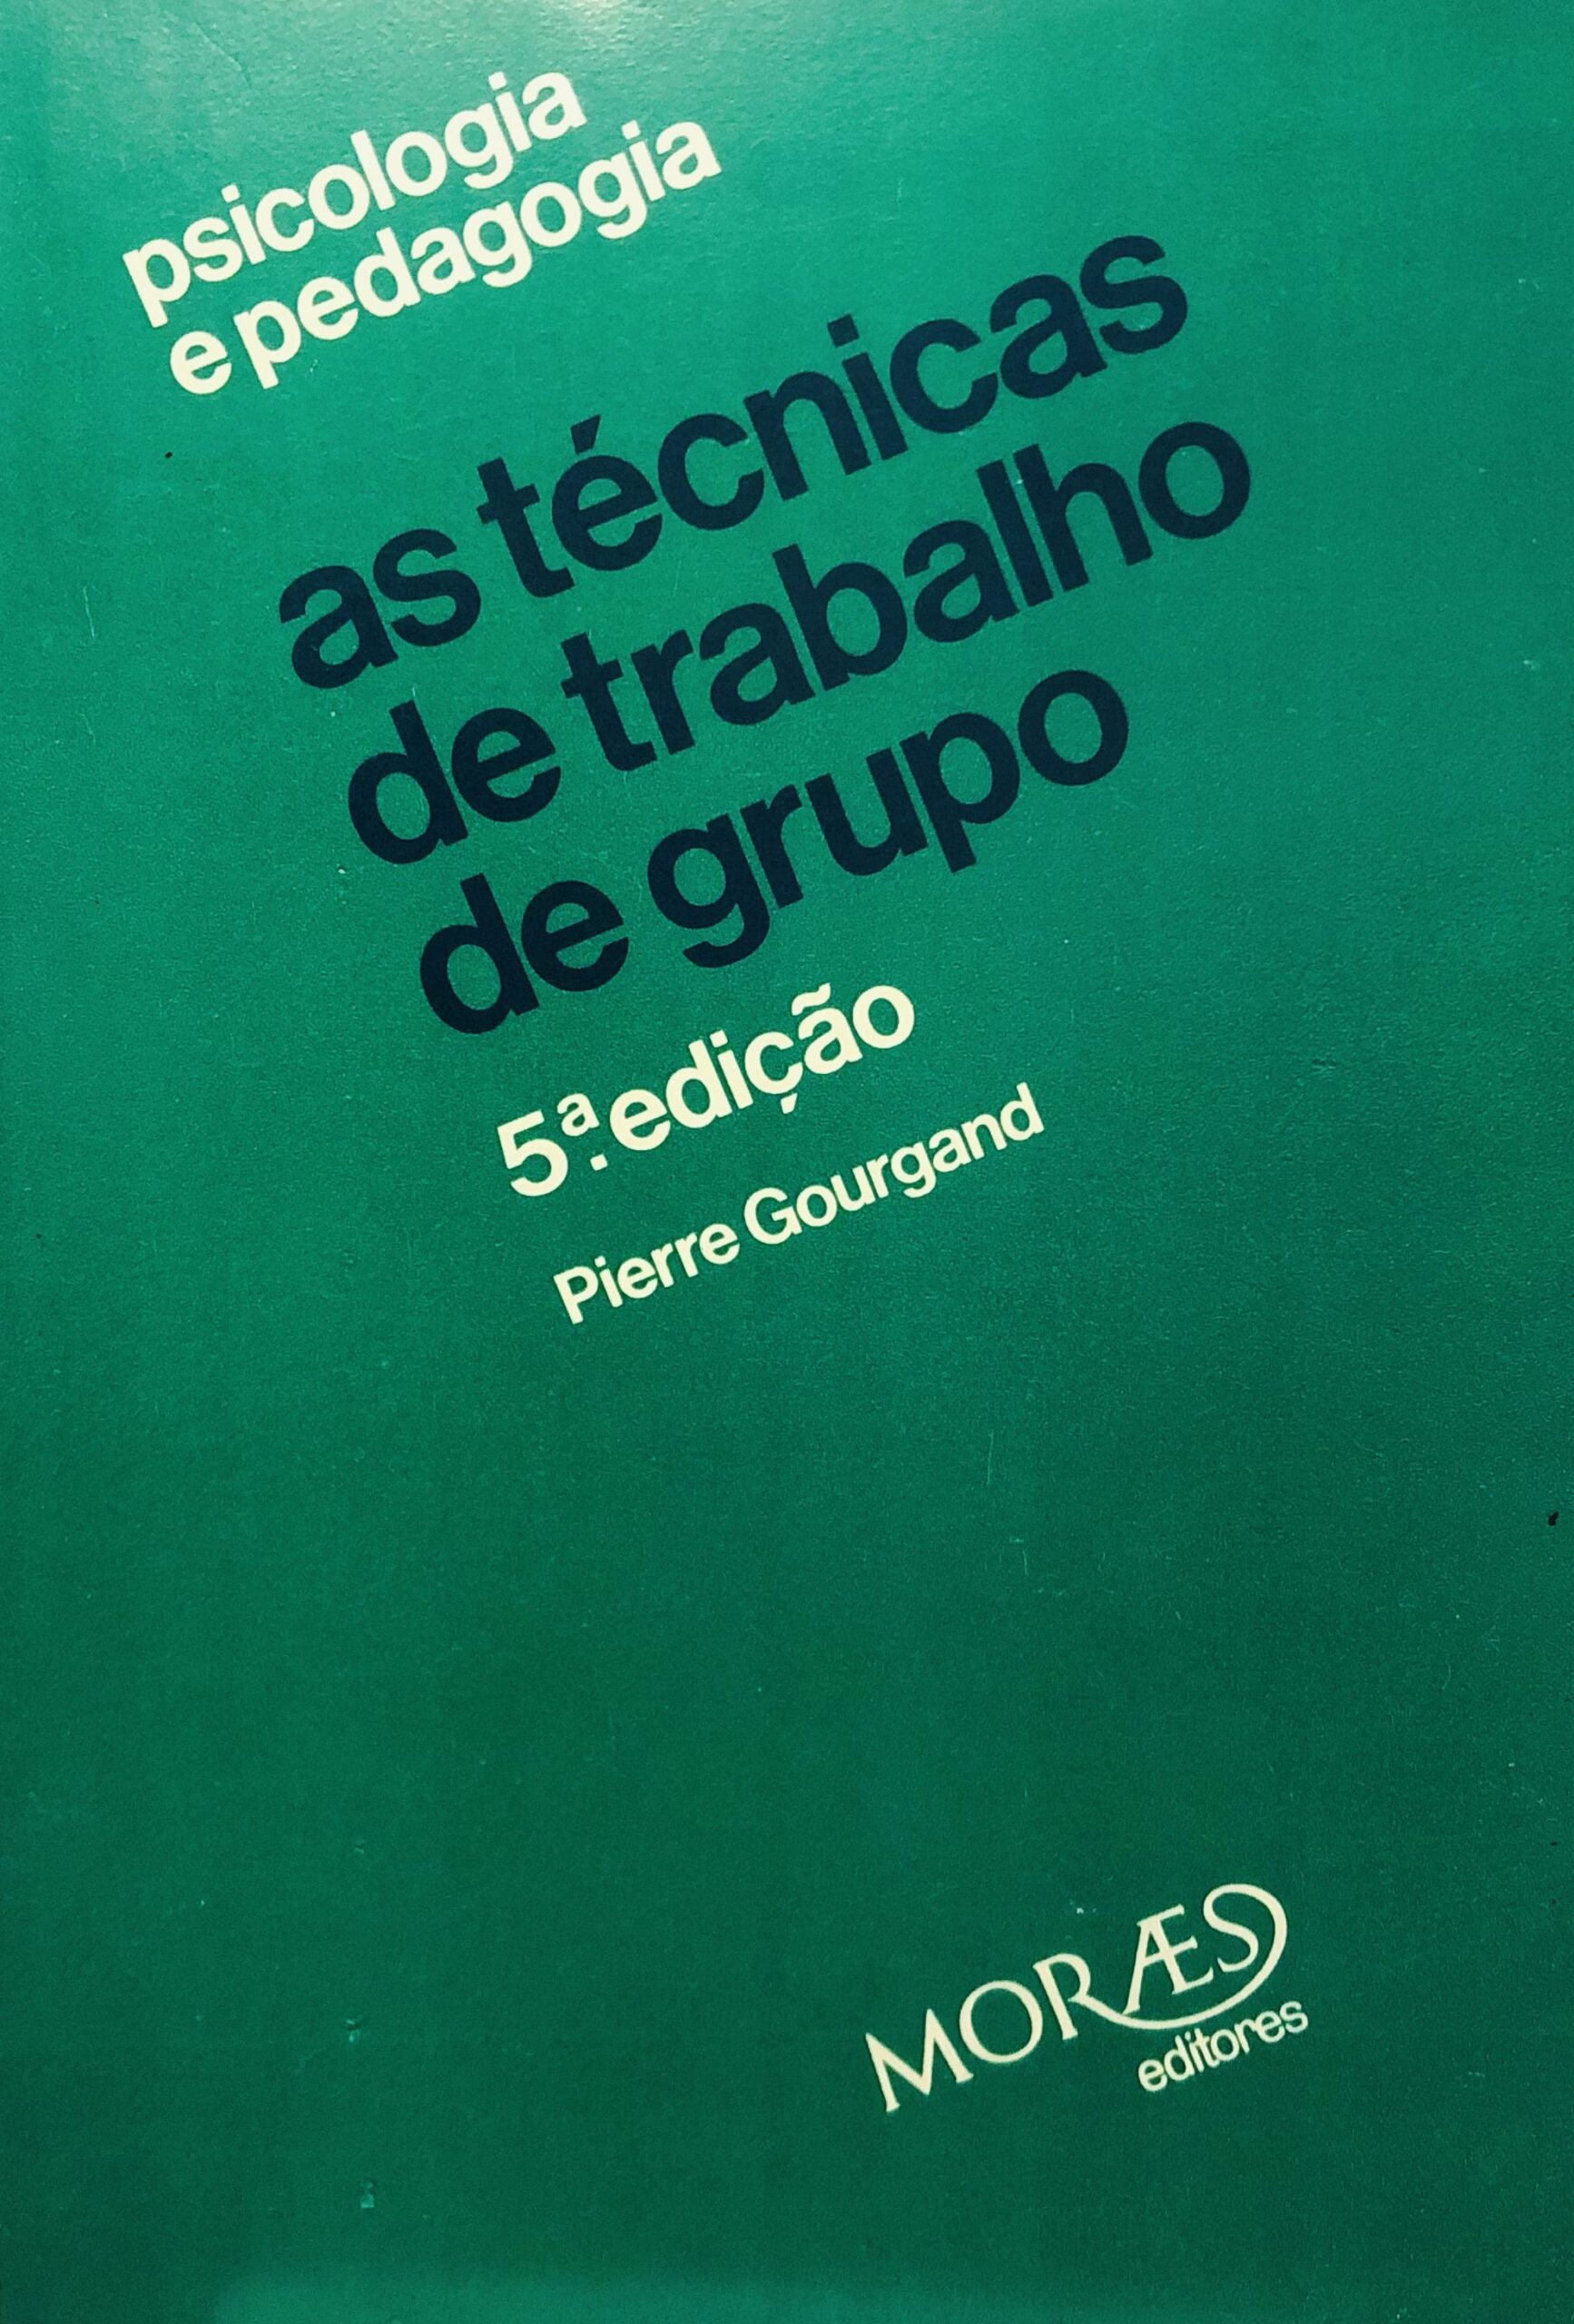 psicologia
e pedagogia
as técnicas
de trabalho
de grupo
5ª. edição
Pierre Gourgand
MORÆS
editores